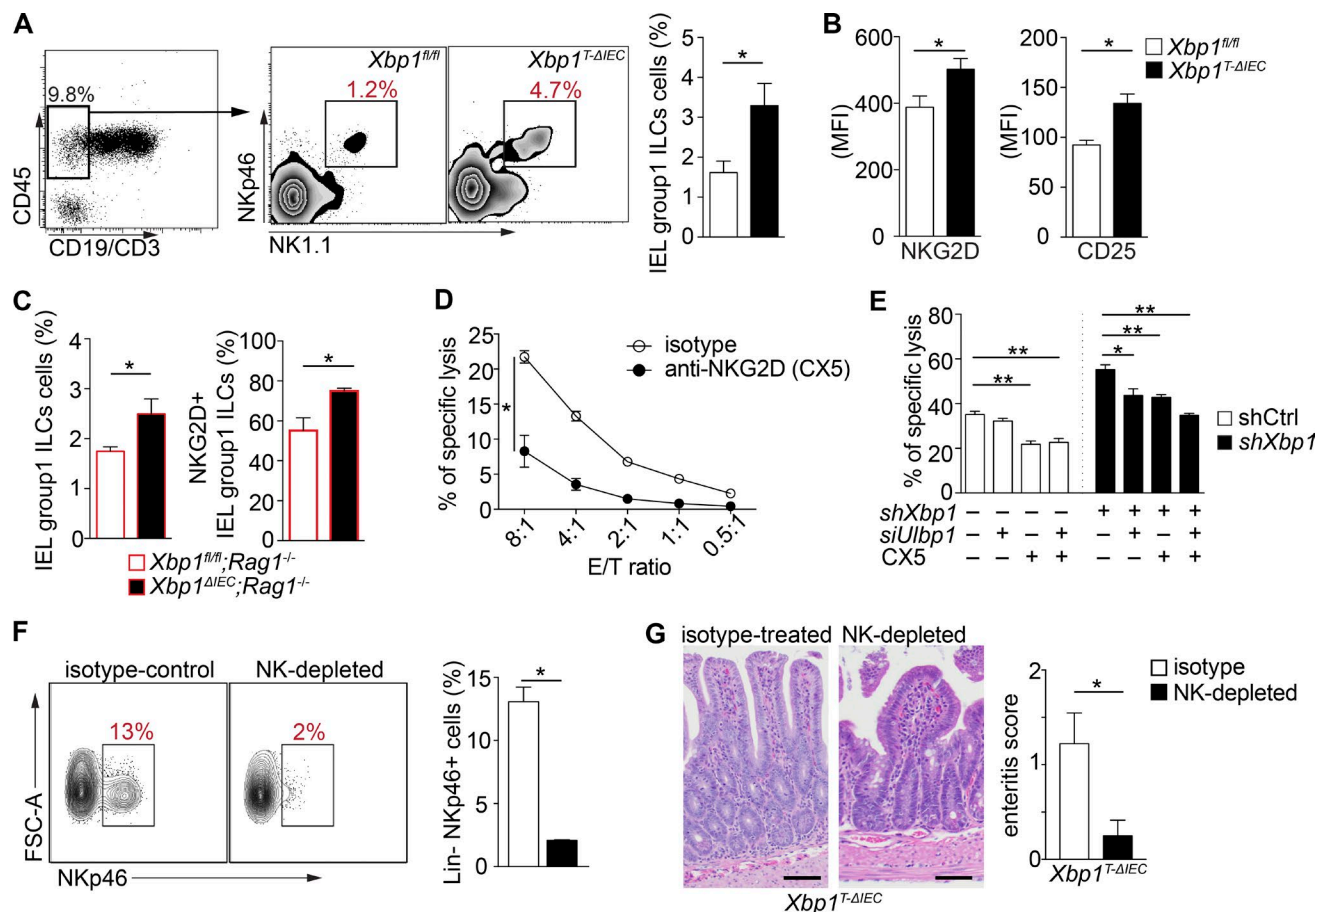 A
9.8%
CD45
CD19/CD3
Xbp1fl/fl
1.2%
Xbp1T-ΔIEC
4.7%
NKp46
NK1.1
IEL group1 ILCs cells (%)
5
4
3
2
1
0
*
B
(MFI)
600
400
200
0
*
NKG2D
(MFI)
200
150
100
50
0
*
CD25
Xbp1fl/fl
Xbp1T-ΔIEC
C
IEL group1 ILCs cells (%)
4
3
2
1
0
*
NKG2D+
IEL group1 ILCs (%)
100
80
60
40
20
0
*
Xbp1fl/fl;Rag1-/-
Xbp1ΔIEC;Rag1-/-
D
% of specific lysis
25
20
15
10
5
0
*
isotype
anti-NKG2D (CX5)
8:1 4:1 2:1 1:1 0.5:1
E/T ratio
E
% of specific lysis
80
60
40
20
0
**
**
**
**
*
shCtrl
shXbp1
shXbp1 – – – – + + + +
siUlbp1 – + – + – + – +
CX5 – – + + – – + +
F
isotype-control
NK-depleted
13%
2%
FSC-A
NKp46
Lin- NKp46+ cells (%)
15
10
5
0
*
G
isotype-treated NK-depleted
Xbp1T-ΔIEC
enteritis score
2
1
0
*
Xbp1T-ΔIEC
isotype
NK-depleted